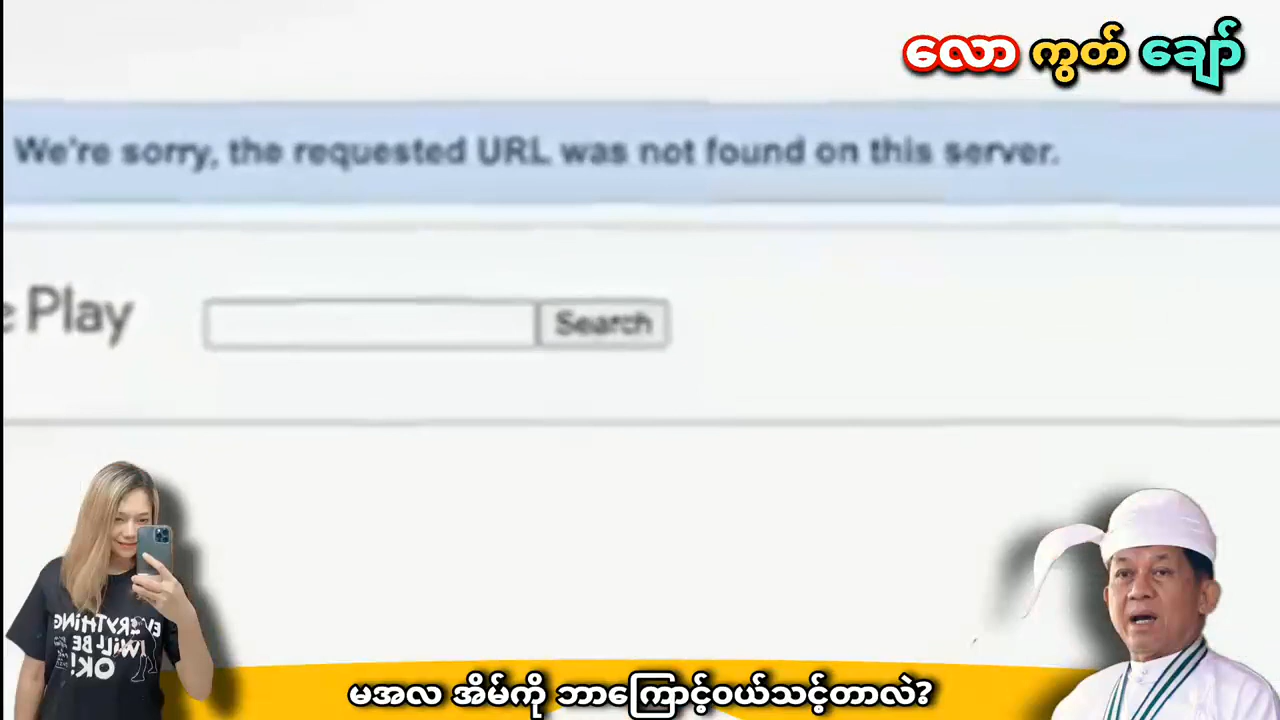 လော ကွတ် ချော်
We're sorry, the requested URL was not found on this server.
Play
Search
EVERYTHING
WILL BE
OK!
မအလ အိမ်ကို ဘာကြောင့်ဝယ်သင့်တာလဲ?